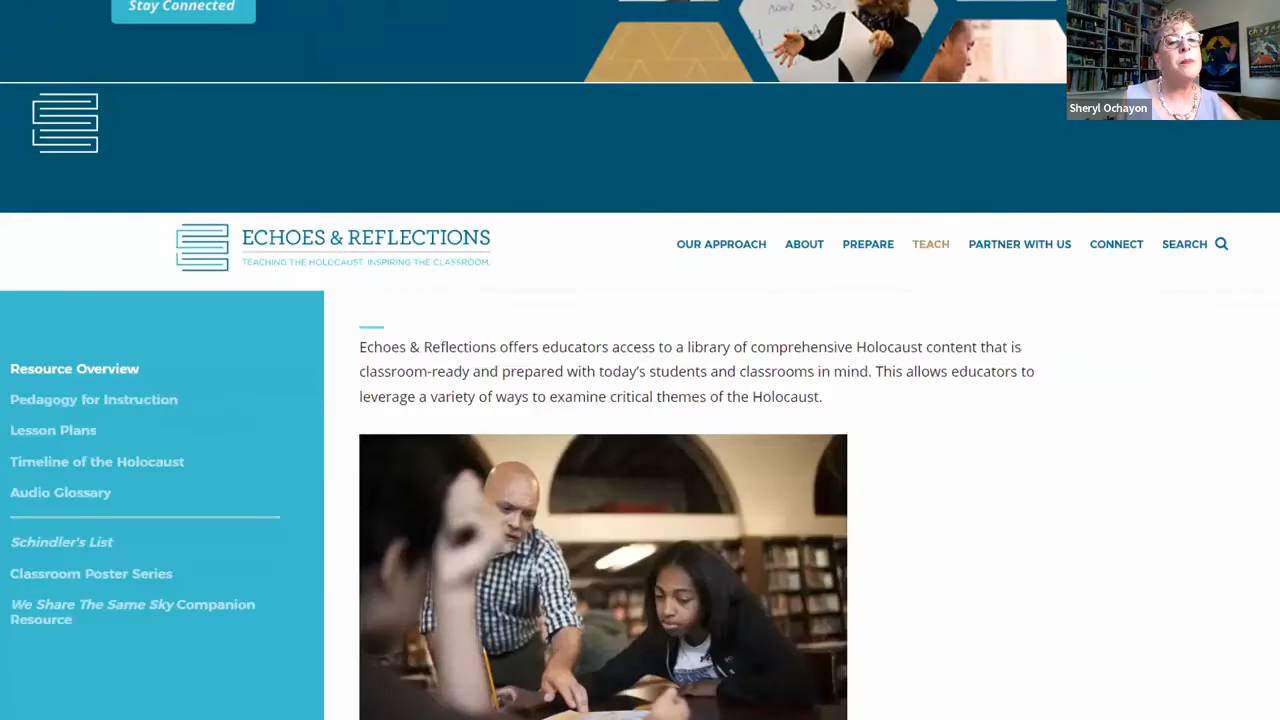 Stay Connected
Sheryl Ochayon
ECHOES & REFLECTIONS
TEACHING THE HOLOCAUST. INSPIRING THE CLASSROOM.
OUR APPROACH
ABOUT
PREPARE
TEACH
PARTNER WITH US
CONNECT
SEARCH
Resource Overview
Pedagogy for Instruction
Lesson Plans
Timeline of the Holocaust
Audio Glossary
Schindler's List
Classroom Poster Series
We Share The Same Sky Companion
Resource
Echoes & Reflections offers educators access to a library of comprehensive Holocaust content that is
classroom-ready and prepared with today's students and classrooms in mind. This allows educators to
leverage a variety of ways to examine critical themes of the Holocaust.